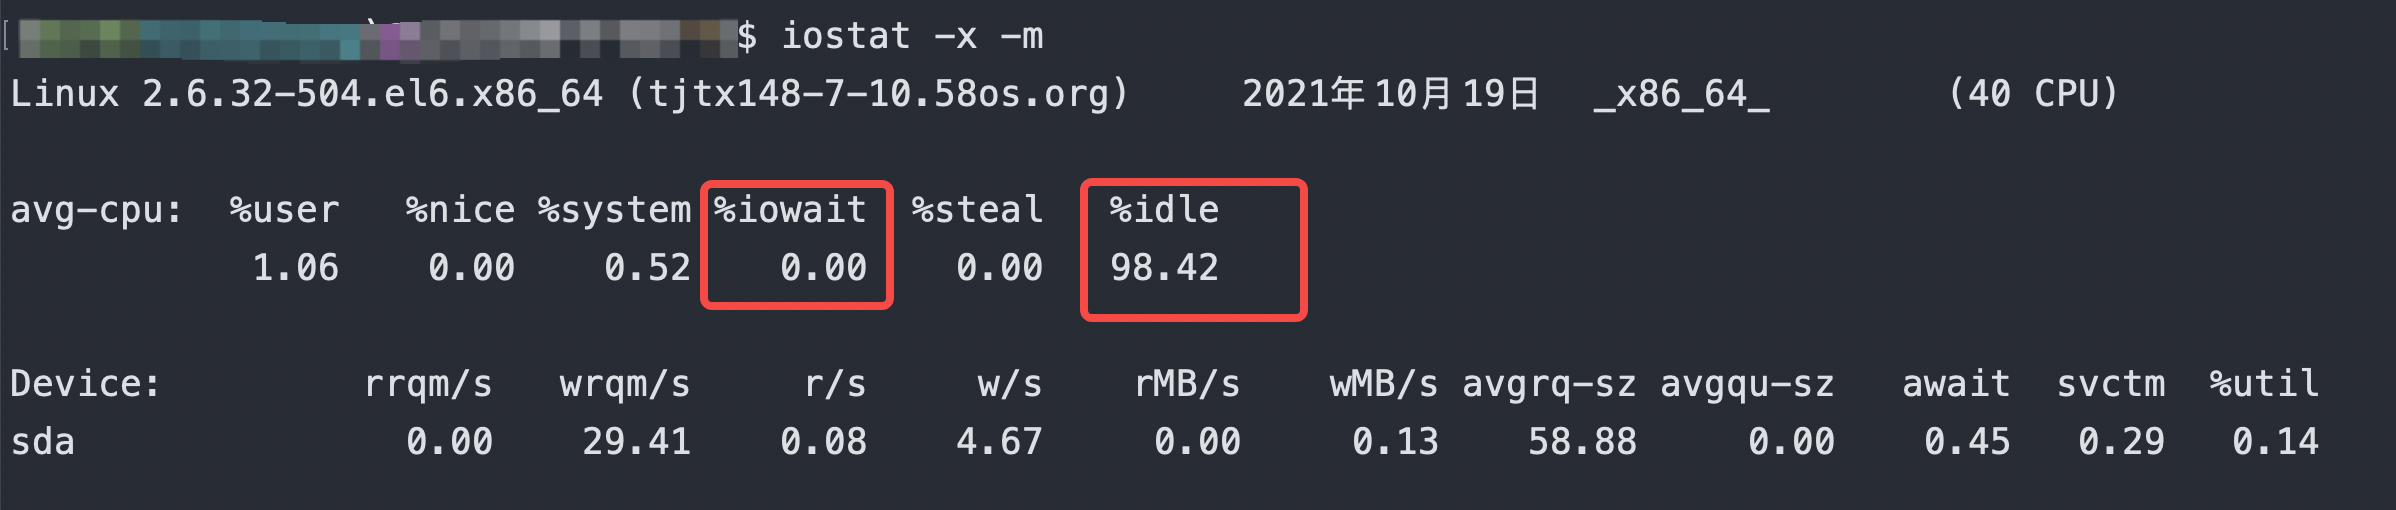 $ iostat -x -m
Linux 2.6.32-504.el6.x86_64 (tjtx148-7-10.58os.org) 2021年10月19日 _x86_64_ (40 CPU)
avg-cpu: %user %nice %system %iowait %steal %idle
1.06 0.00 0.52 0.00 0.00 98.42
Device: rrqm/s wrqm/s r/s w/s rMB/s wMB/s avgrq-sz avgqu-sz await svctm %util
sda 0.00 29.41 0.08 4.67 0.00 0.13 58.88 0.00 0.45 0.29 0.14